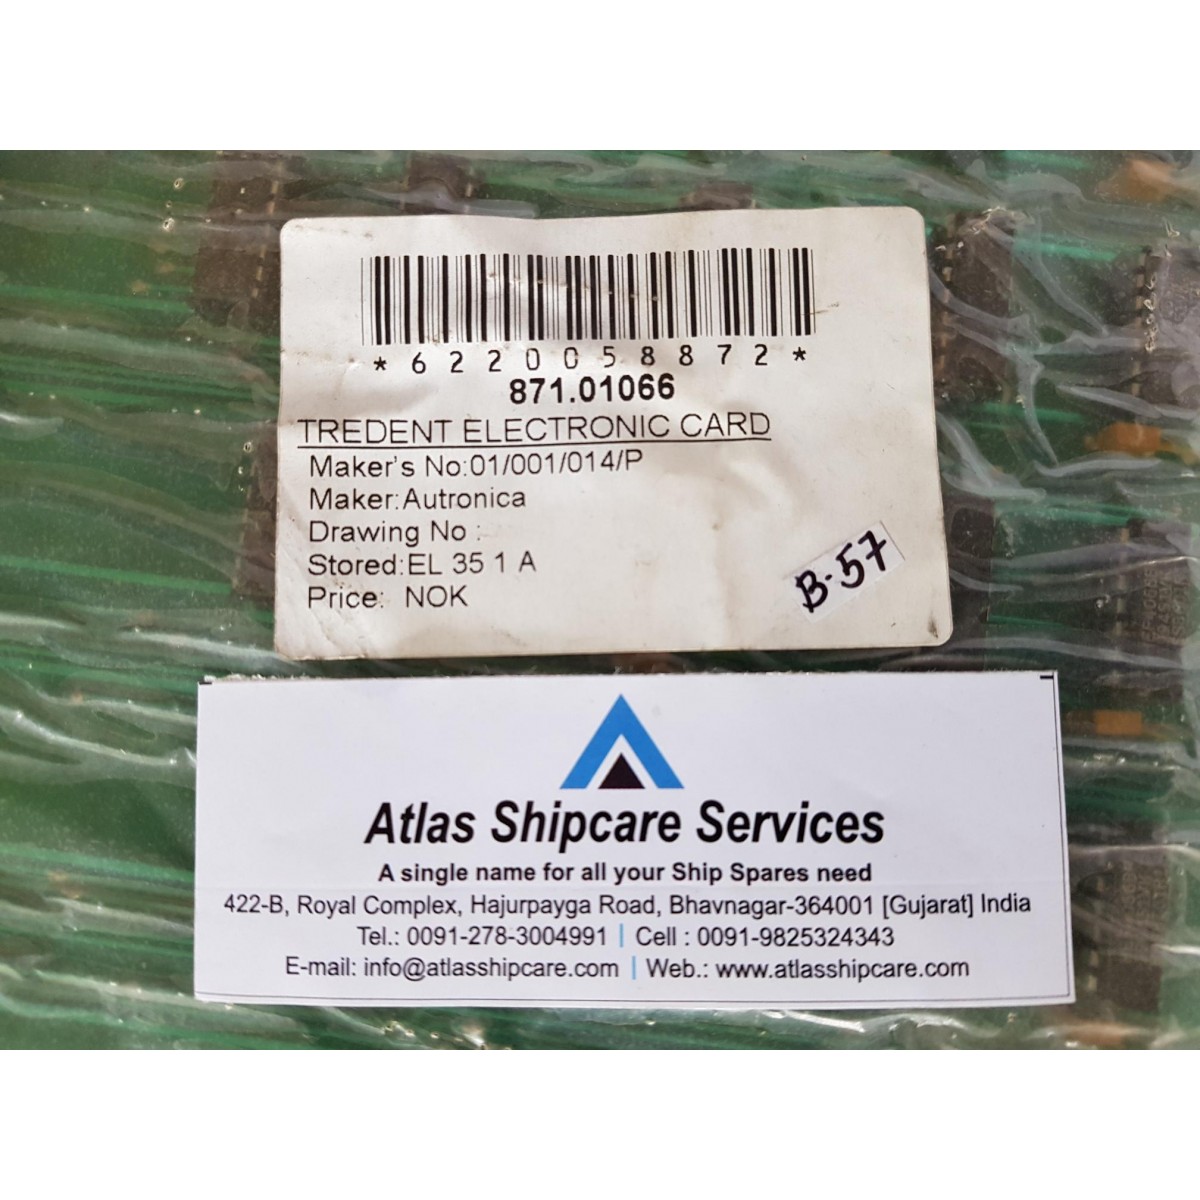 *6220058872*
871.01066
TREDENT ELECTRONIC CARD
Maker's No:01/001/014/P
Maker:Autronica
Drawing No :
Stored:EL 35 1 A
Price: NOK
B-57
Atlas Shipcare Services
A single name for all your Ship Spares need
422-B, Royal Complex, Hajurpayga Road, Bhavnagar-364001 [Gujarat] India
Tel.: 0091-278-3004991 | Cell : 0091-9825324343
E-mail: info@atlasshipcare.com | Web.: www.atlasshipcare.com